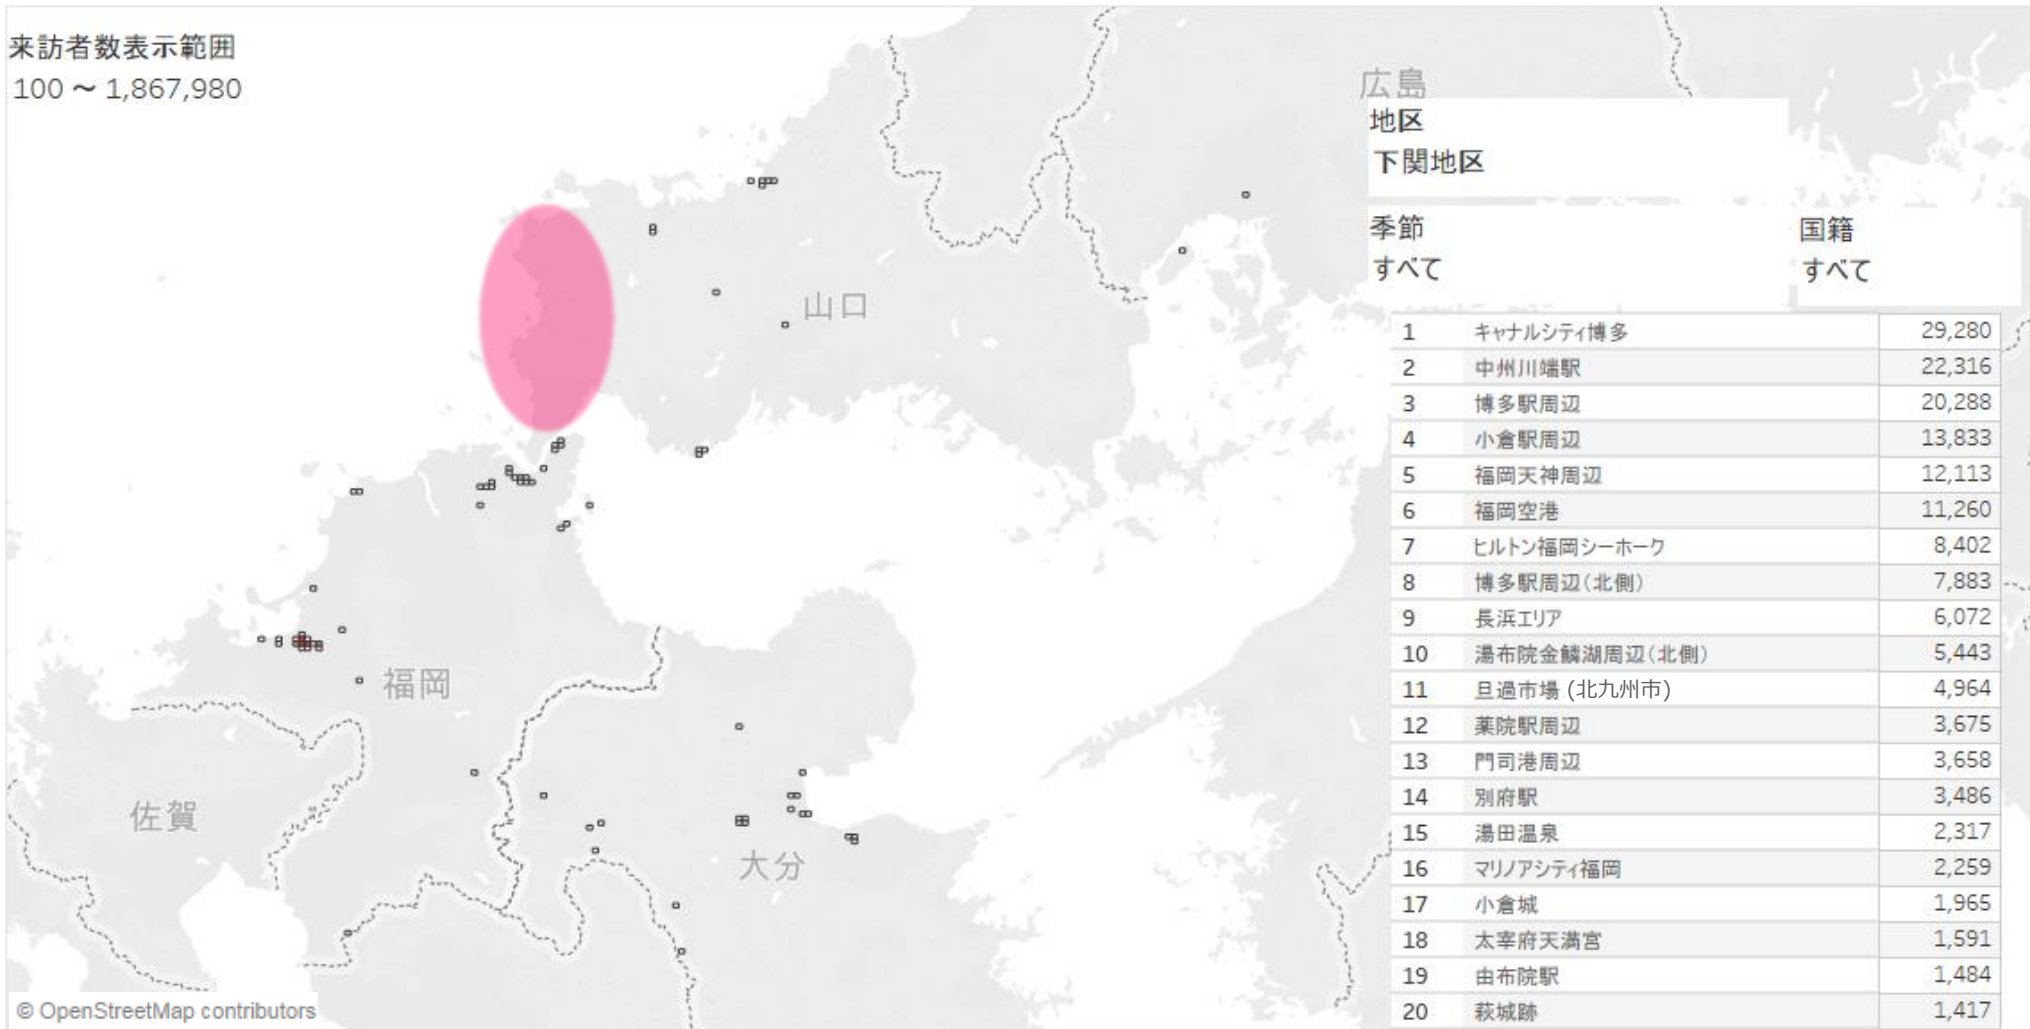 来訪者数表示範囲
100 ～ 1,867,980
広島
地区
下関地区
季節
すべて
国籍
すべて
山口
福岡
佐賀
大分
1 キャナルシティ博多 29,280
2 中州川端駅 22,316
3 博多駅周辺 20,288
4 小倉駅周辺 13,833
5 福岡天神周辺 12,113
6 福岡空港 11,260
7 ヒルトン福岡シーホーク 8,402
8 博多駅周辺（北側） 7,883
9 長浜エリア 6,072
10 湯布院金鱗湖周辺（北側） 5,443
11 旦過市場 (北九州市) 4,964
12 薬院駅周辺 3,675
13 門司港周辺 3,658
14 別府駅 3,486
15 湯田温泉 2,317
16 マリノアシティ福岡 2,259
17 小倉城 1,965
18 太宰府天満宮 1,591
19 由布院駅 1,484
20 萩城跡 1,417
© OpenStreetMap contributors